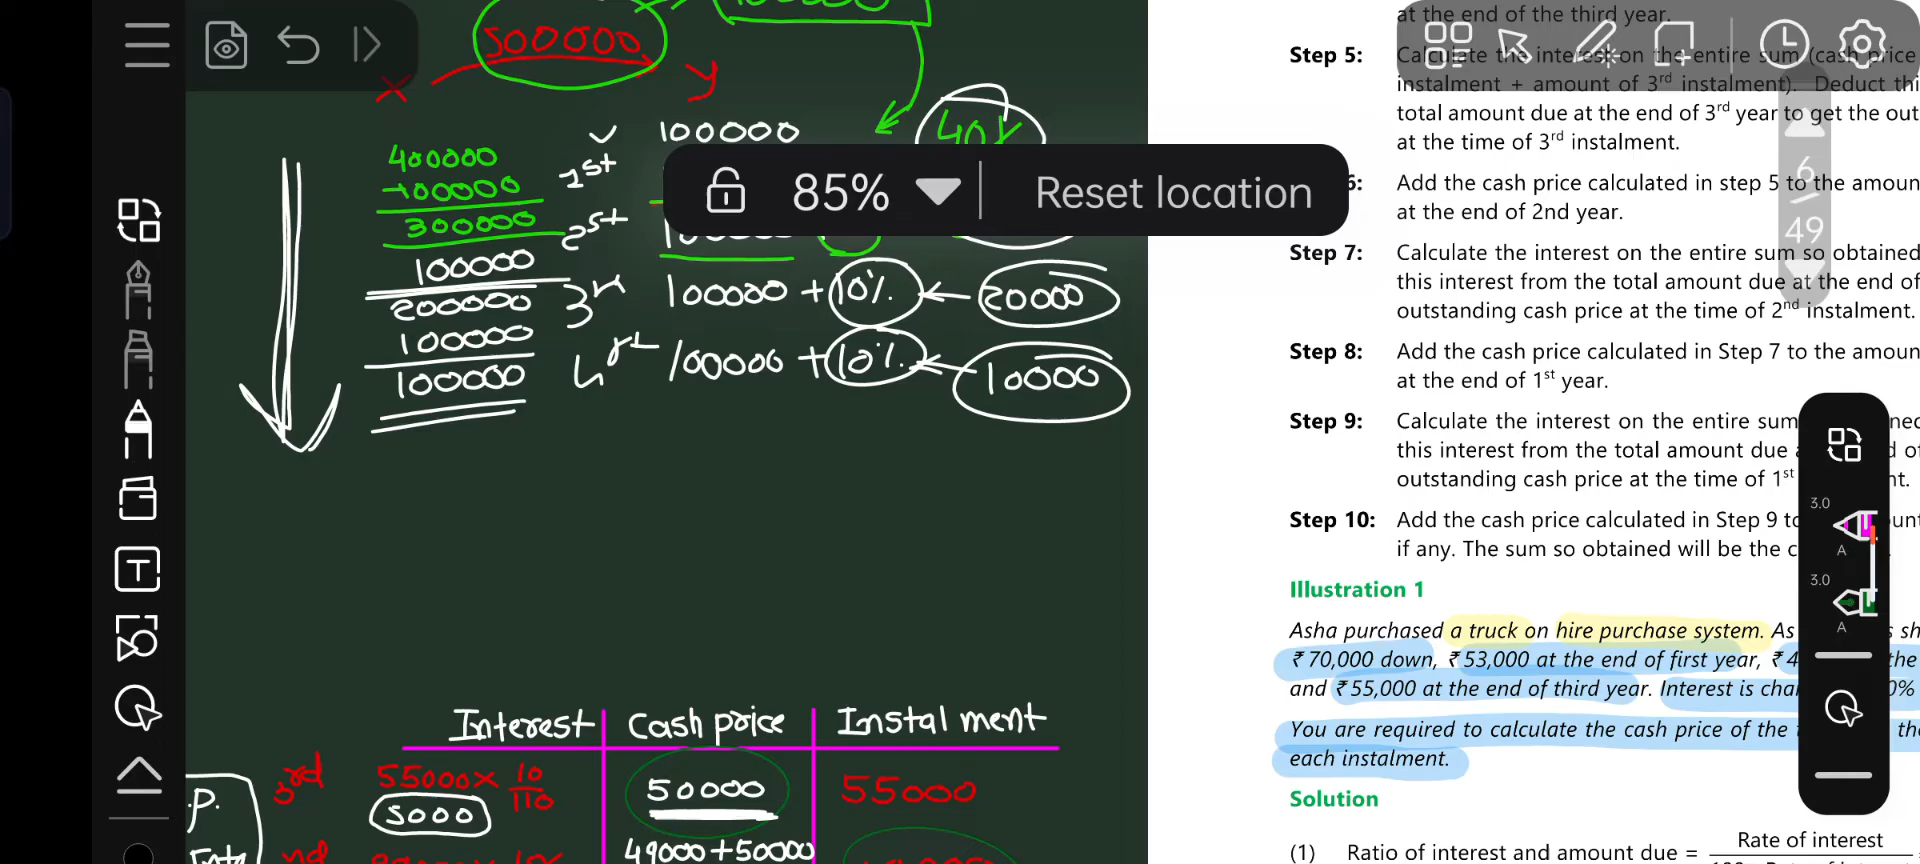 500000
x y
100000
40%
400000
100000
300000
1st
2st
100000
200000
3rd
100000 + 10% ← 20000
100000
4rt
100000 + 10% ← 10000
100000
85% Reset location
Interest Cash price Instalment
3rd 55000 x 10/110 50000 55000
5000
P.
49000+50000
at the end of the third year.
Step 5: Calculate the interest on the entire sum (cash price
instalment + amount of 3rd instalment). Deduct thi
total amount due at the end of 3rd year to get the out
at the time of 3rd instalment.
6: Add the cash price calculated in step 5 to the amoun
at the end of 2nd year.
Step 7: Calculate the interest on the entire sum so obtained
this interest from the total amount due at the end of
outstanding cash price at the time of 2nd instalment.
Step 8: Add the cash price calculated in Step 7 to the amoun
at the end of 1st year.
Step 9: Calculate the interest on the entire sum
this interest from the total amount due
outstanding cash price at the time of 1st
Step 10: Add the cash price calculated in Step 9 to
if any. The sum so obtained will be the c
Illustration 1
Asha purchased a truck on hire purchase system. As
₹ 70,000 down, ₹ 53,000 at the end of first year, ₹ 4 the
and ₹ 55,000 at the end of third year. Interest is cha 0%
You are required to calculate the cash price of the
each instalment.
Solution
(1) Ratio of interest and amount due = Rate of interest
6
49
3.0
A
3.0
A